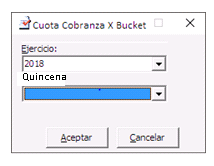 Cuota Cobranza X Bucket
Ejercicio:
2018
Quincena
Aceptar
Cancelar